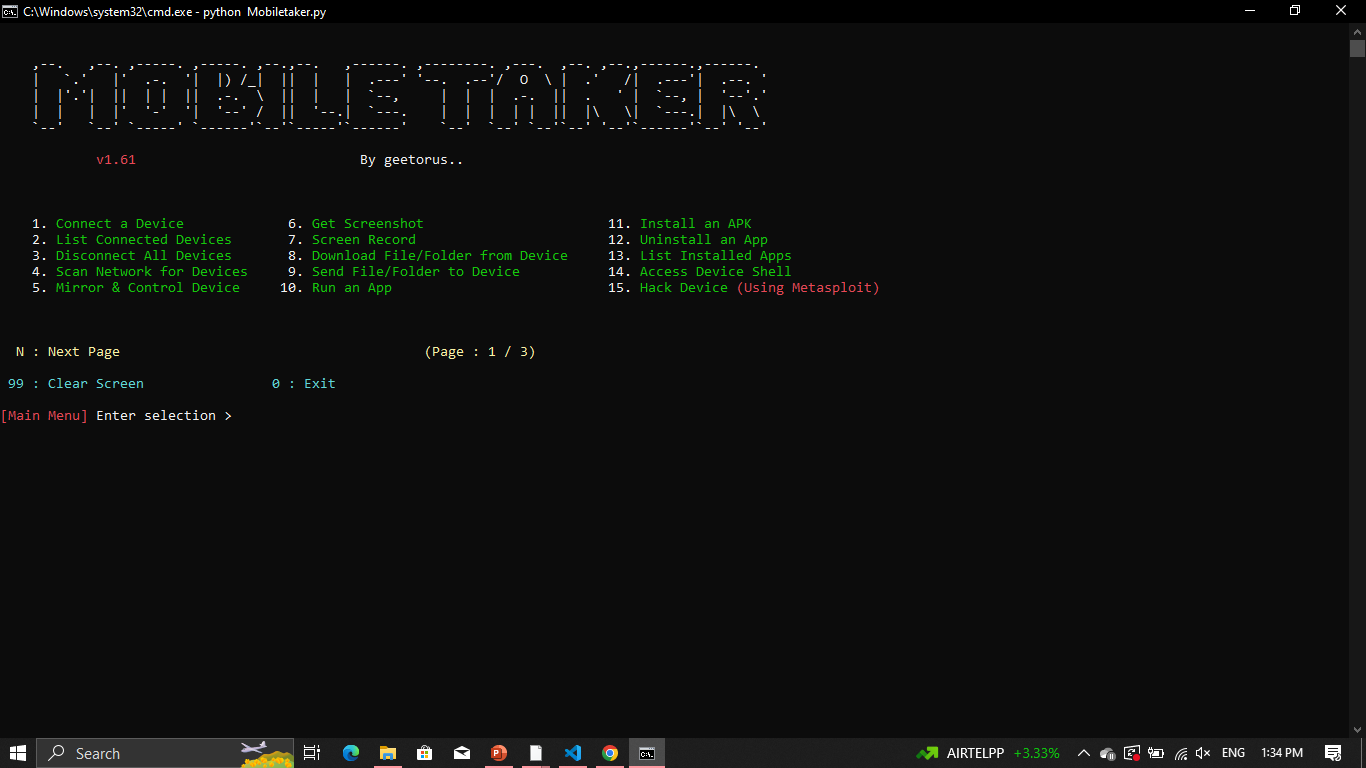 C:\Windows\system32\cmd.exe - python  Mobiletaker.py
MOBILE TAKER
v1.61 By geetorus..
1. Connect a Device 6. Get Screenshot 11. Install an APK
2. List Connected Devices 7. Screen Record 12. Uninstall an App
3. Disconnect All Devices 8. Download File/Folder from Device 13. List Installed Apps
4. Scan Network for Devices 9. Send File/Folder to Device 14. Access Device Shell
5. Mirror & Control Device 10. Run an App 15. Hack Device (Using Metasploit)
N : Next Page (Page : 1 / 3)
99 : Clear Screen 0 : Exit
[Main Menu] Enter selection >
Search AIRTELPP +3.33% ENG 1:34 PM